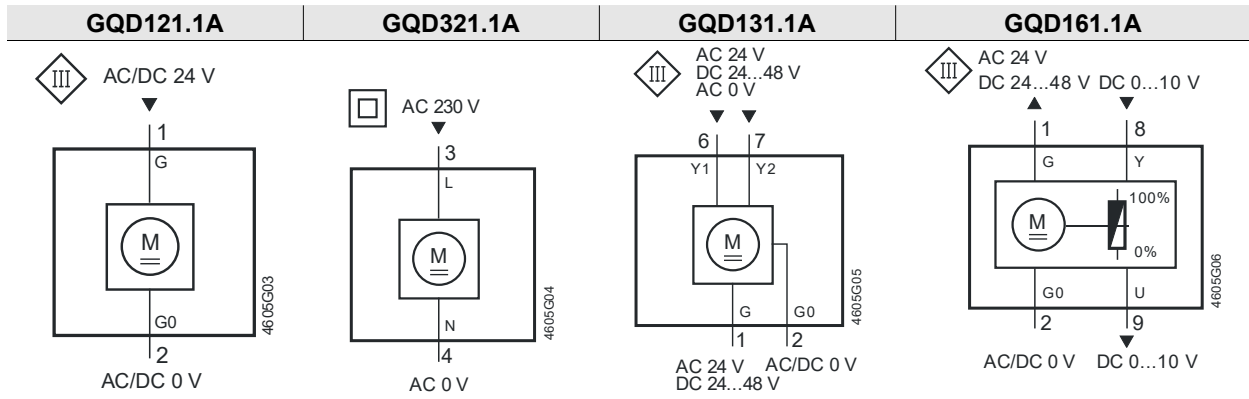 GQD121.1A
GQD321.1A
GQD131.1A
GQD161.1A
III
AC/DC 24 V
1
G
M
G0
2
AC/DC 0 V
4605G03
AC 230 V
3
L
M
N
4
AC 0 V
4605G04
III
AC 24 V
DC 24...48 V
AC 0 V
6 7
Y1 Y2
M
G G0
1 2
AC 24 V AC/DC 0 V
DC 24...48 V
4605G05
III
AC 24 V
DC 24...48 V DC 0...10 V
1 8
G Y
100%
M
0%
G0 U
2 9
AC/DC 0 V DC 0...10 V
4605G06